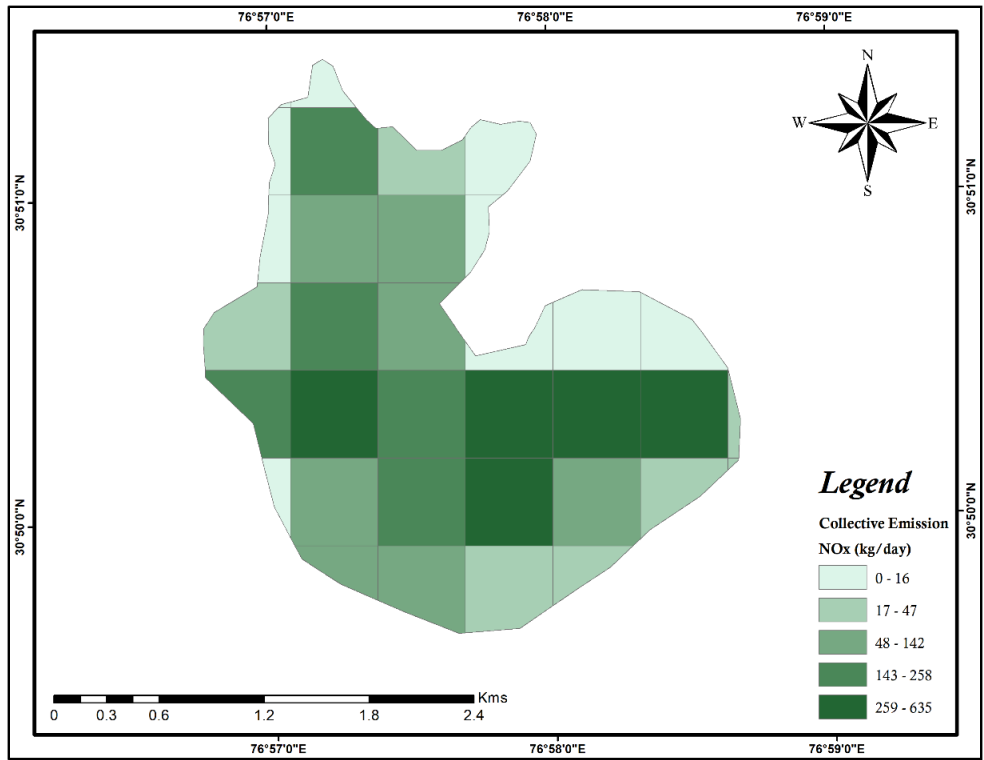 76°57'0"E 76°58'0"E 76°59'0"E
N
W E
S
30°51'0"N 30°51'0"N
30°50'0"N 30°50'0"N
Legend
Collective Emission
NOx (kg/day)
0 - 16
17 - 47
48 - 142
143 - 258
259 - 635
Kms
0 0.3 0.6 1.2 1.8 2.4
76°57'0"E 76°58'0"E 76°59'0"E